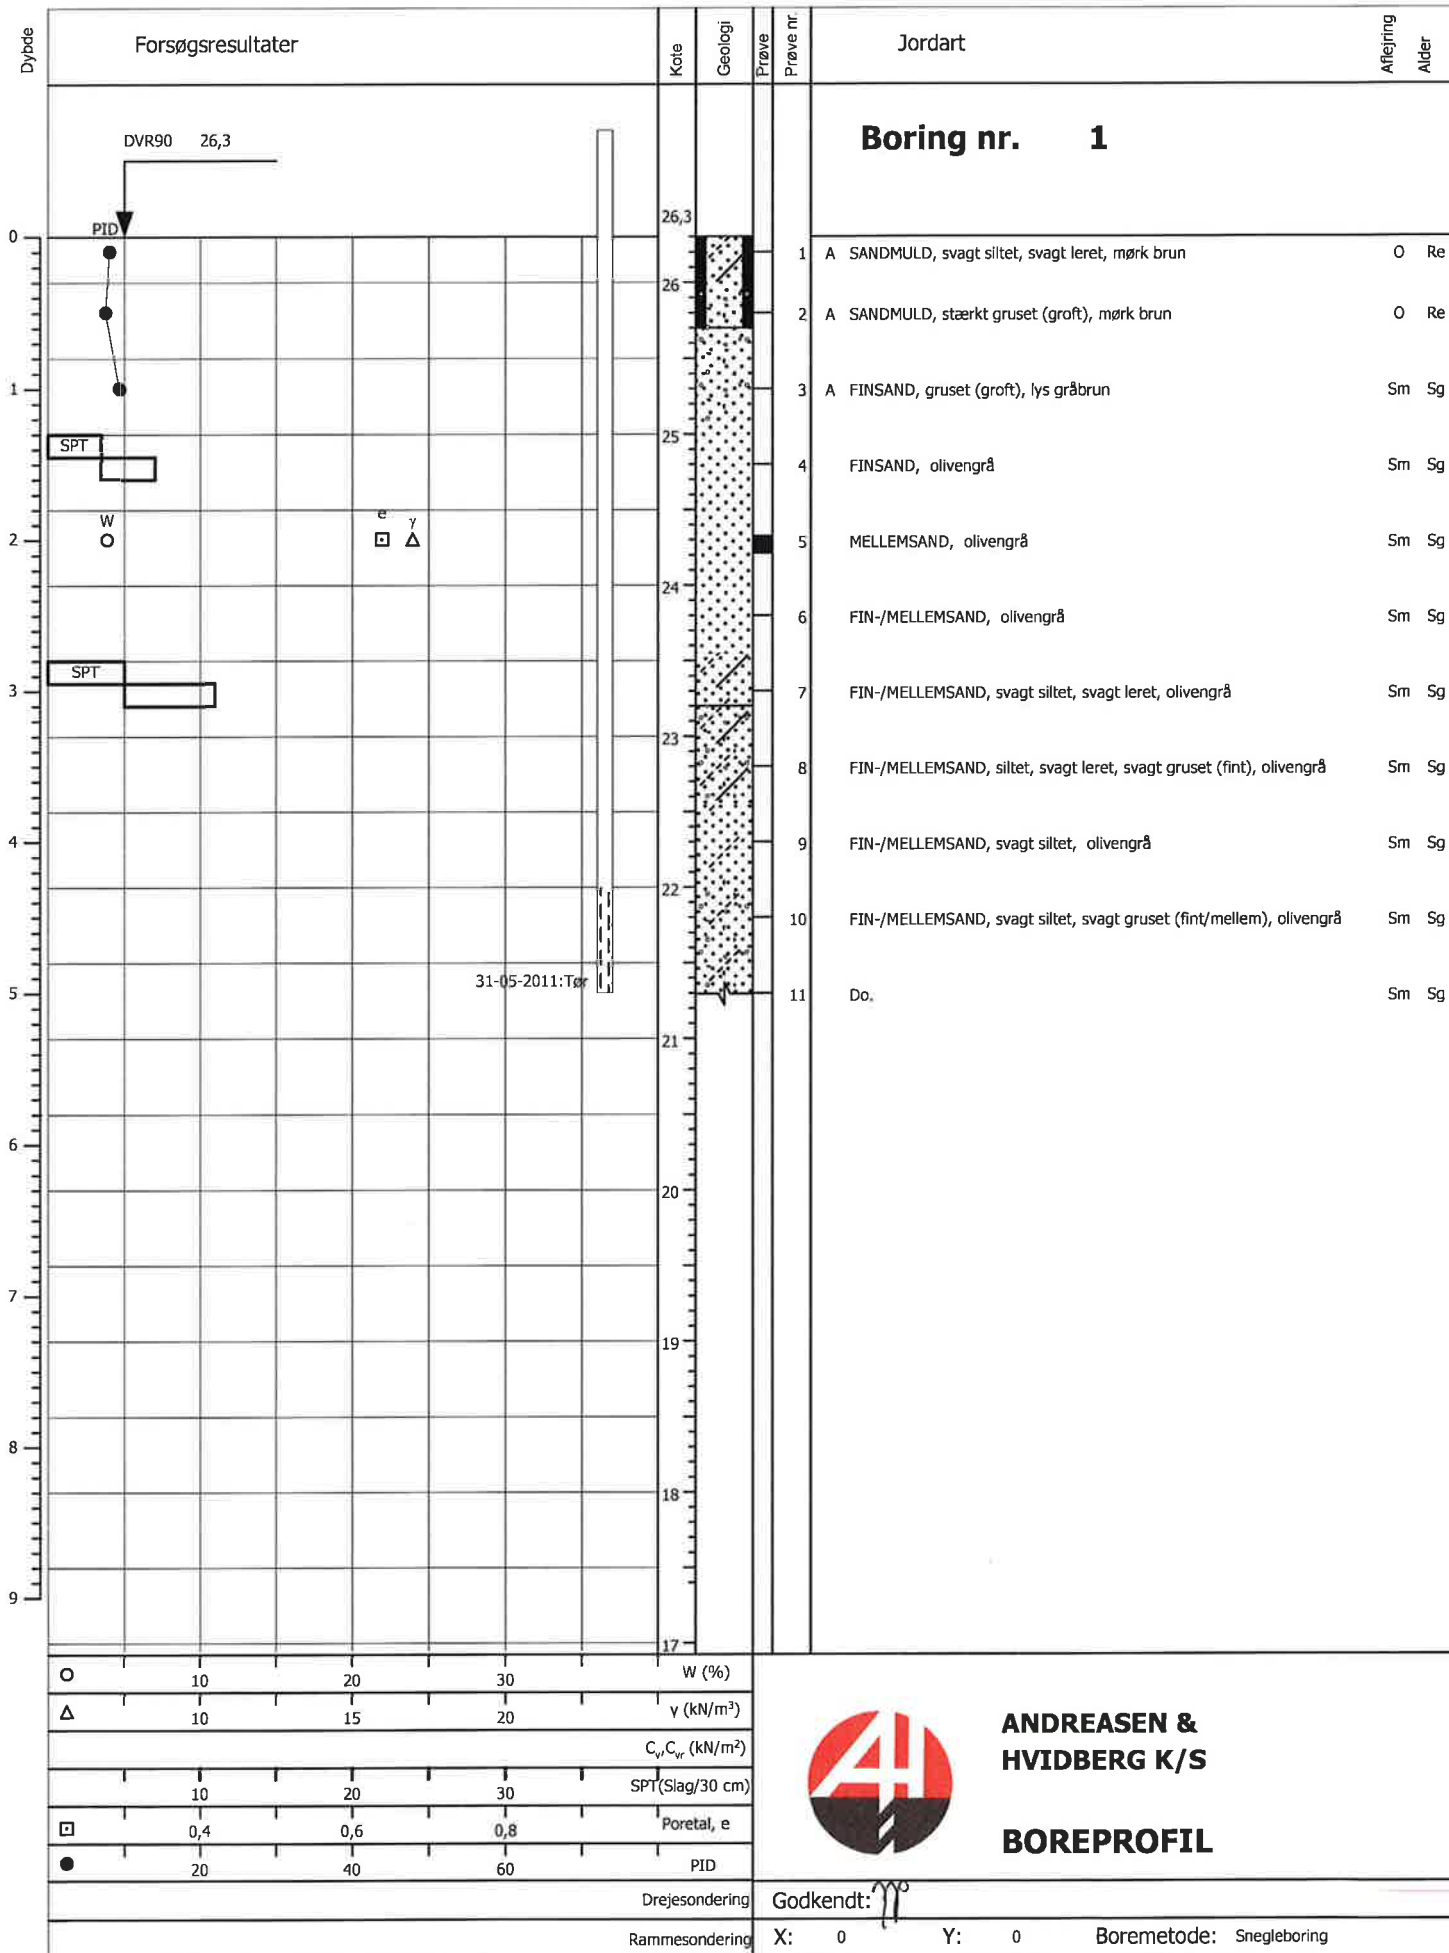 Dybde Forsøgsresultater Kote Geologi Prøve Prøve nr. Jordart Aflejring Alder
Boring nr. 1
DVR90 26,3
PID 26,3
0
1 A SANDMULD, svagt siltet, svagt leret, mørk brun O Re
26
2 A SANDMULD, stærkt gruset (groft), mørk brun O Re
1 3 A FINSAND, gruset (groft), lys gråbrun Sm Sg
SPT 25
4 FINSAND, olivengrå Sm Sg
W e γ
2 5 MELLEMSAND, olivengrå Sm Sg
24
6 FIN-/MELLEMSAND, olivengrå Sm Sg
SPT
3 7 FIN-/MELLEMSAND, svagt siltet, svagt leret, olivengrå Sm Sg
23
8 FIN-/MELLEMSAND, siltet, svagt leret, svagt gruset (fint), olivengrå Sm Sg
4 9 FIN-/MELLEMSAND, svagt siltet, olivengrå Sm Sg
22
10 FIN-/MELLEMSAND, svagt siltet, svagt gruset (fint/mellem), olivengrå Sm Sg
31-05-2011:Tør
5 11 Do. Sm Sg
21
6
20
7
19
8
18
9
17
10 20 30 W (%)
10 15 20 γ (kN/m³)
Cv,Cvr (kN/m²)
10 20 30 SPT(Slag/30 cm)
0,4 0,6 0,8 Poretal, e
20 40 60 PID
Drejesondering
Rammesondering
ANDREASEN &
HVIDBERG K/S
BOREPROFIL
Godkendt:
X: 0 Y: 0 Boremetode: Snegleboring